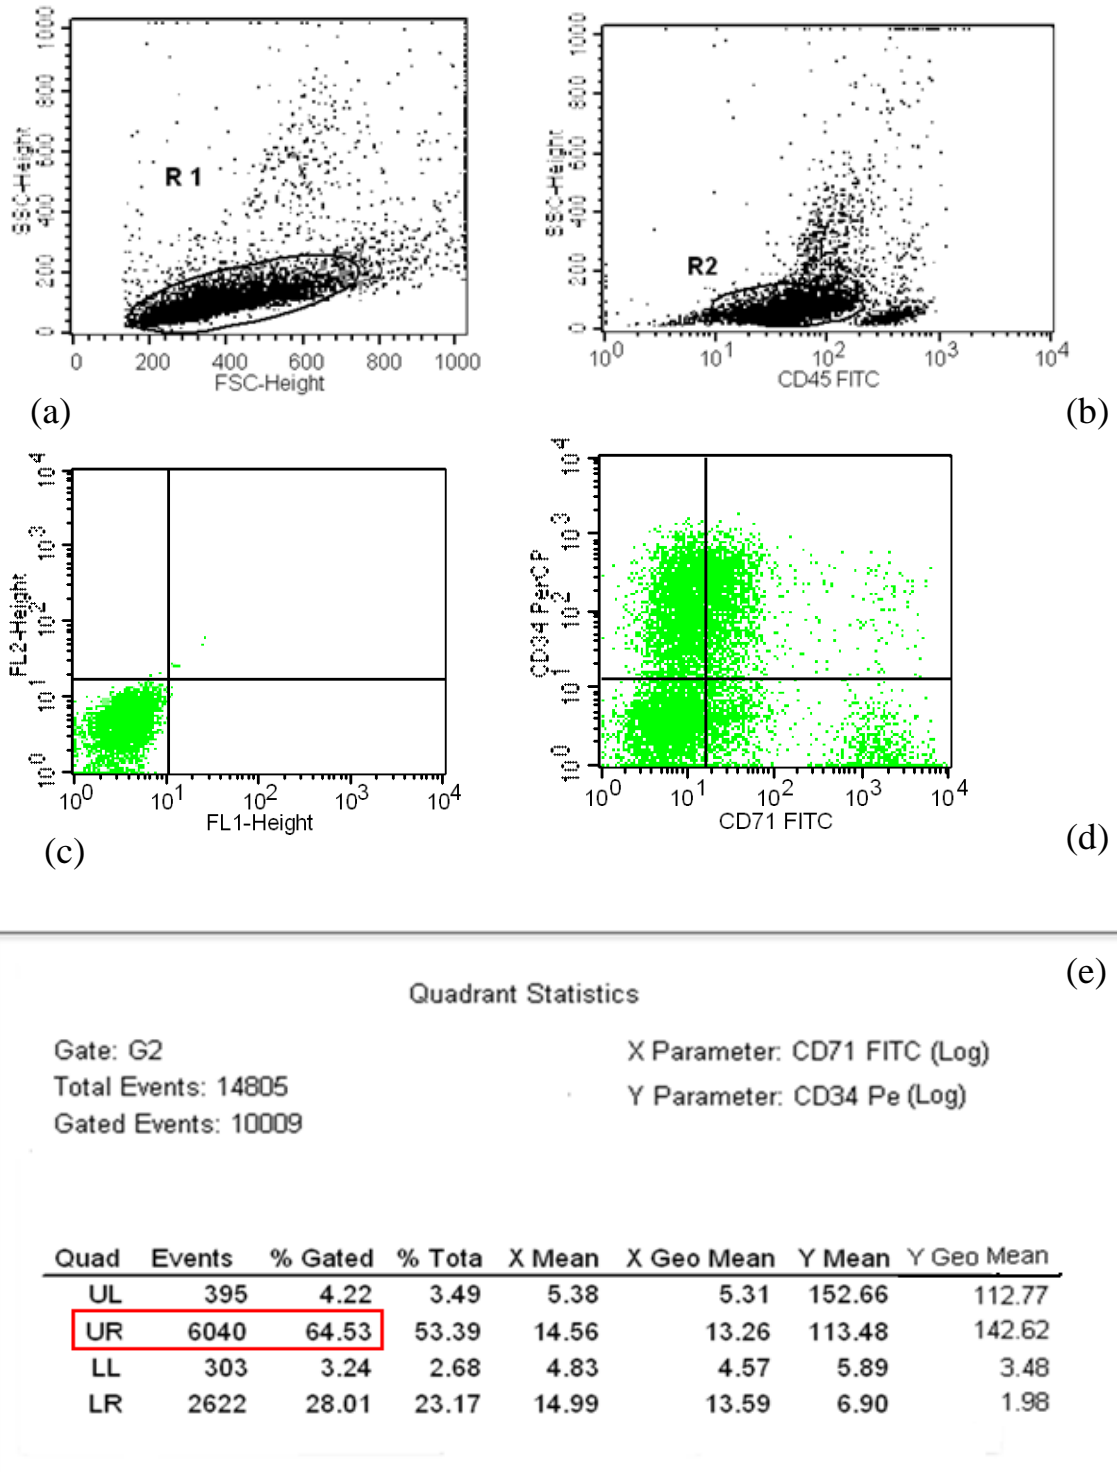 1000
800
600
400
200
0
SSC-Height
R 1
0 200 400 600 800 1000
FSC-Height
(a)
1000
800
600
400
200
0
SSC-Height
R2
10^0 10^1 10^2 10^3 10^4
CD45 FITC
(b)
10^4
10^3
10^2
10^1
10^0
FL2-Height
10^0 10^1 10^2 10^3 10^4
FL1-Height
(c)
10^4
10^3
10^2
10^1
10^0
CD34 PerCP
10^0 10^1 10^2 10^3 10^4
CD71 FITC
(d)
(e)
Quadrant Statistics
Gate: G2
Total Events: 14805
Gated Events: 10009
X Parameter: CD71 FITC (Log)
Y Parameter: CD34 Pe (Log)
Quad Events % Gated % Tota X Mean X Geo Mean Y Mean Y Geo Mean
UL 395 4.22 3.49 5.38 5.31 152.66 112.77
UR 6040 64.53 53.39 14.56 13.26 113.48 142.62
LL 303 3.24 2.68 4.83 4.57 5.89 3.48
LR 2622 28.01 23.17 14.99 13.59 6.90 1.98